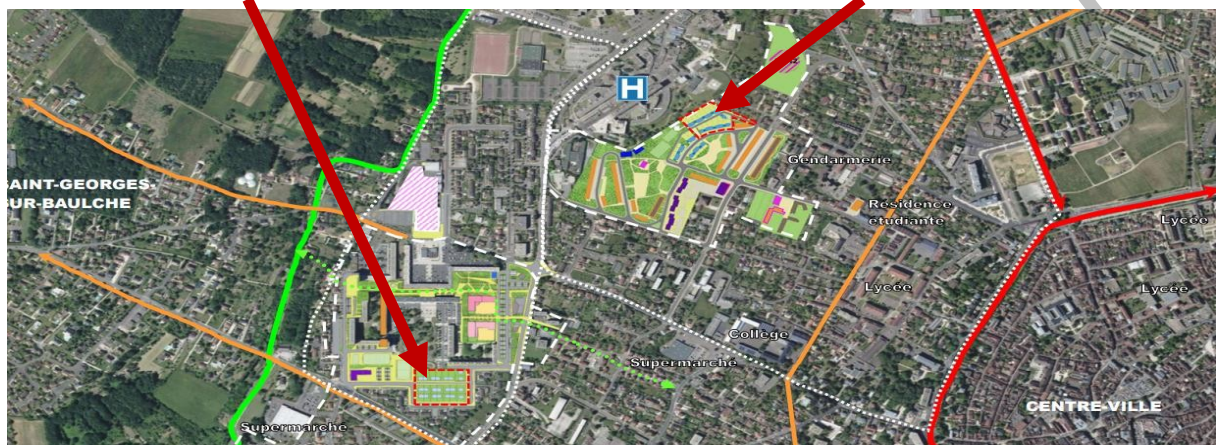 H
Gendarmerie
SAINT-GEORGES-
SUR-BAULCHE
Résidence
étudiante
Lycée
Lycée
Lycée
Collège
Supermarché
CENTRE-VILLE
Supermarché